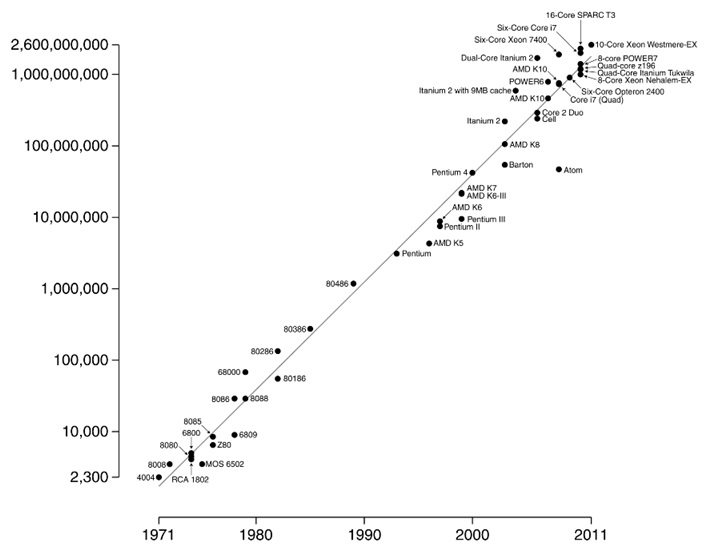 16-Core SPARC T3
Six-Core Core i7
Six-Core Xeon 7400
2,600,000,000
10-Core Xeon Westmere-EX
Dual-Core Itanium 2
8-core POWER7
Quad-core z196
AMD K10
1,000,000,000
Quad-Core Itanium Tukwila
POWER6
8-Core Xeon Nehalem-EX
Itanium 2 with 9MB cache
Six-Core Opteron 2400
AMD K10
Core i7 (Quad)
Core 2 Duo
Itanium 2
Cell
100,000,000
AMD K8
Barton
Pentium 4
Atom
AMD K7
AMD K6-III
AMD K6
10,000,000
Pentium III
Pentium II
AMD K5
Pentium
1,000,000
80486
80386
80286
100,000
68000
80186
8086
8088
8085
6800
10,000
6809
8080
Z80
8008
MOS 6502
2,300
4004
RCA 1802
1971
1980
1990
2000
2011